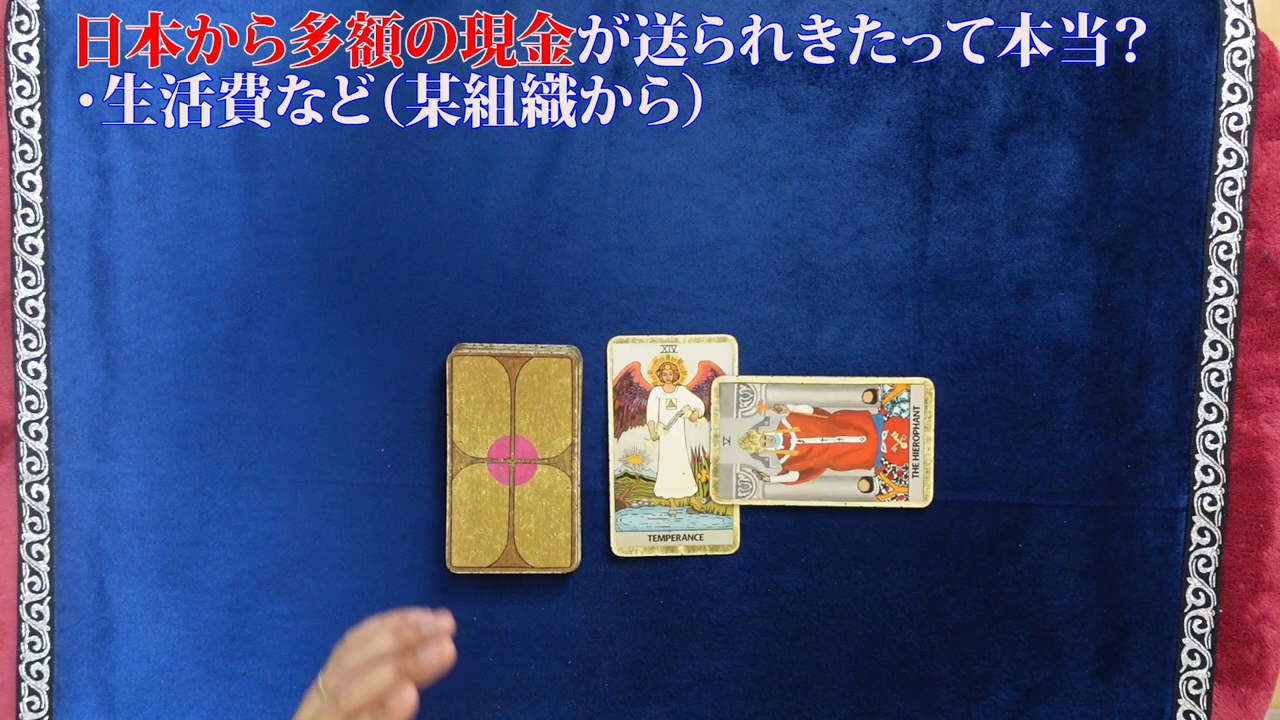 日本から多額の現金が送られきたって本当？
・生活費など（某組織から）
XIV
TEMPERANCE
V
THE HIEROPHANT